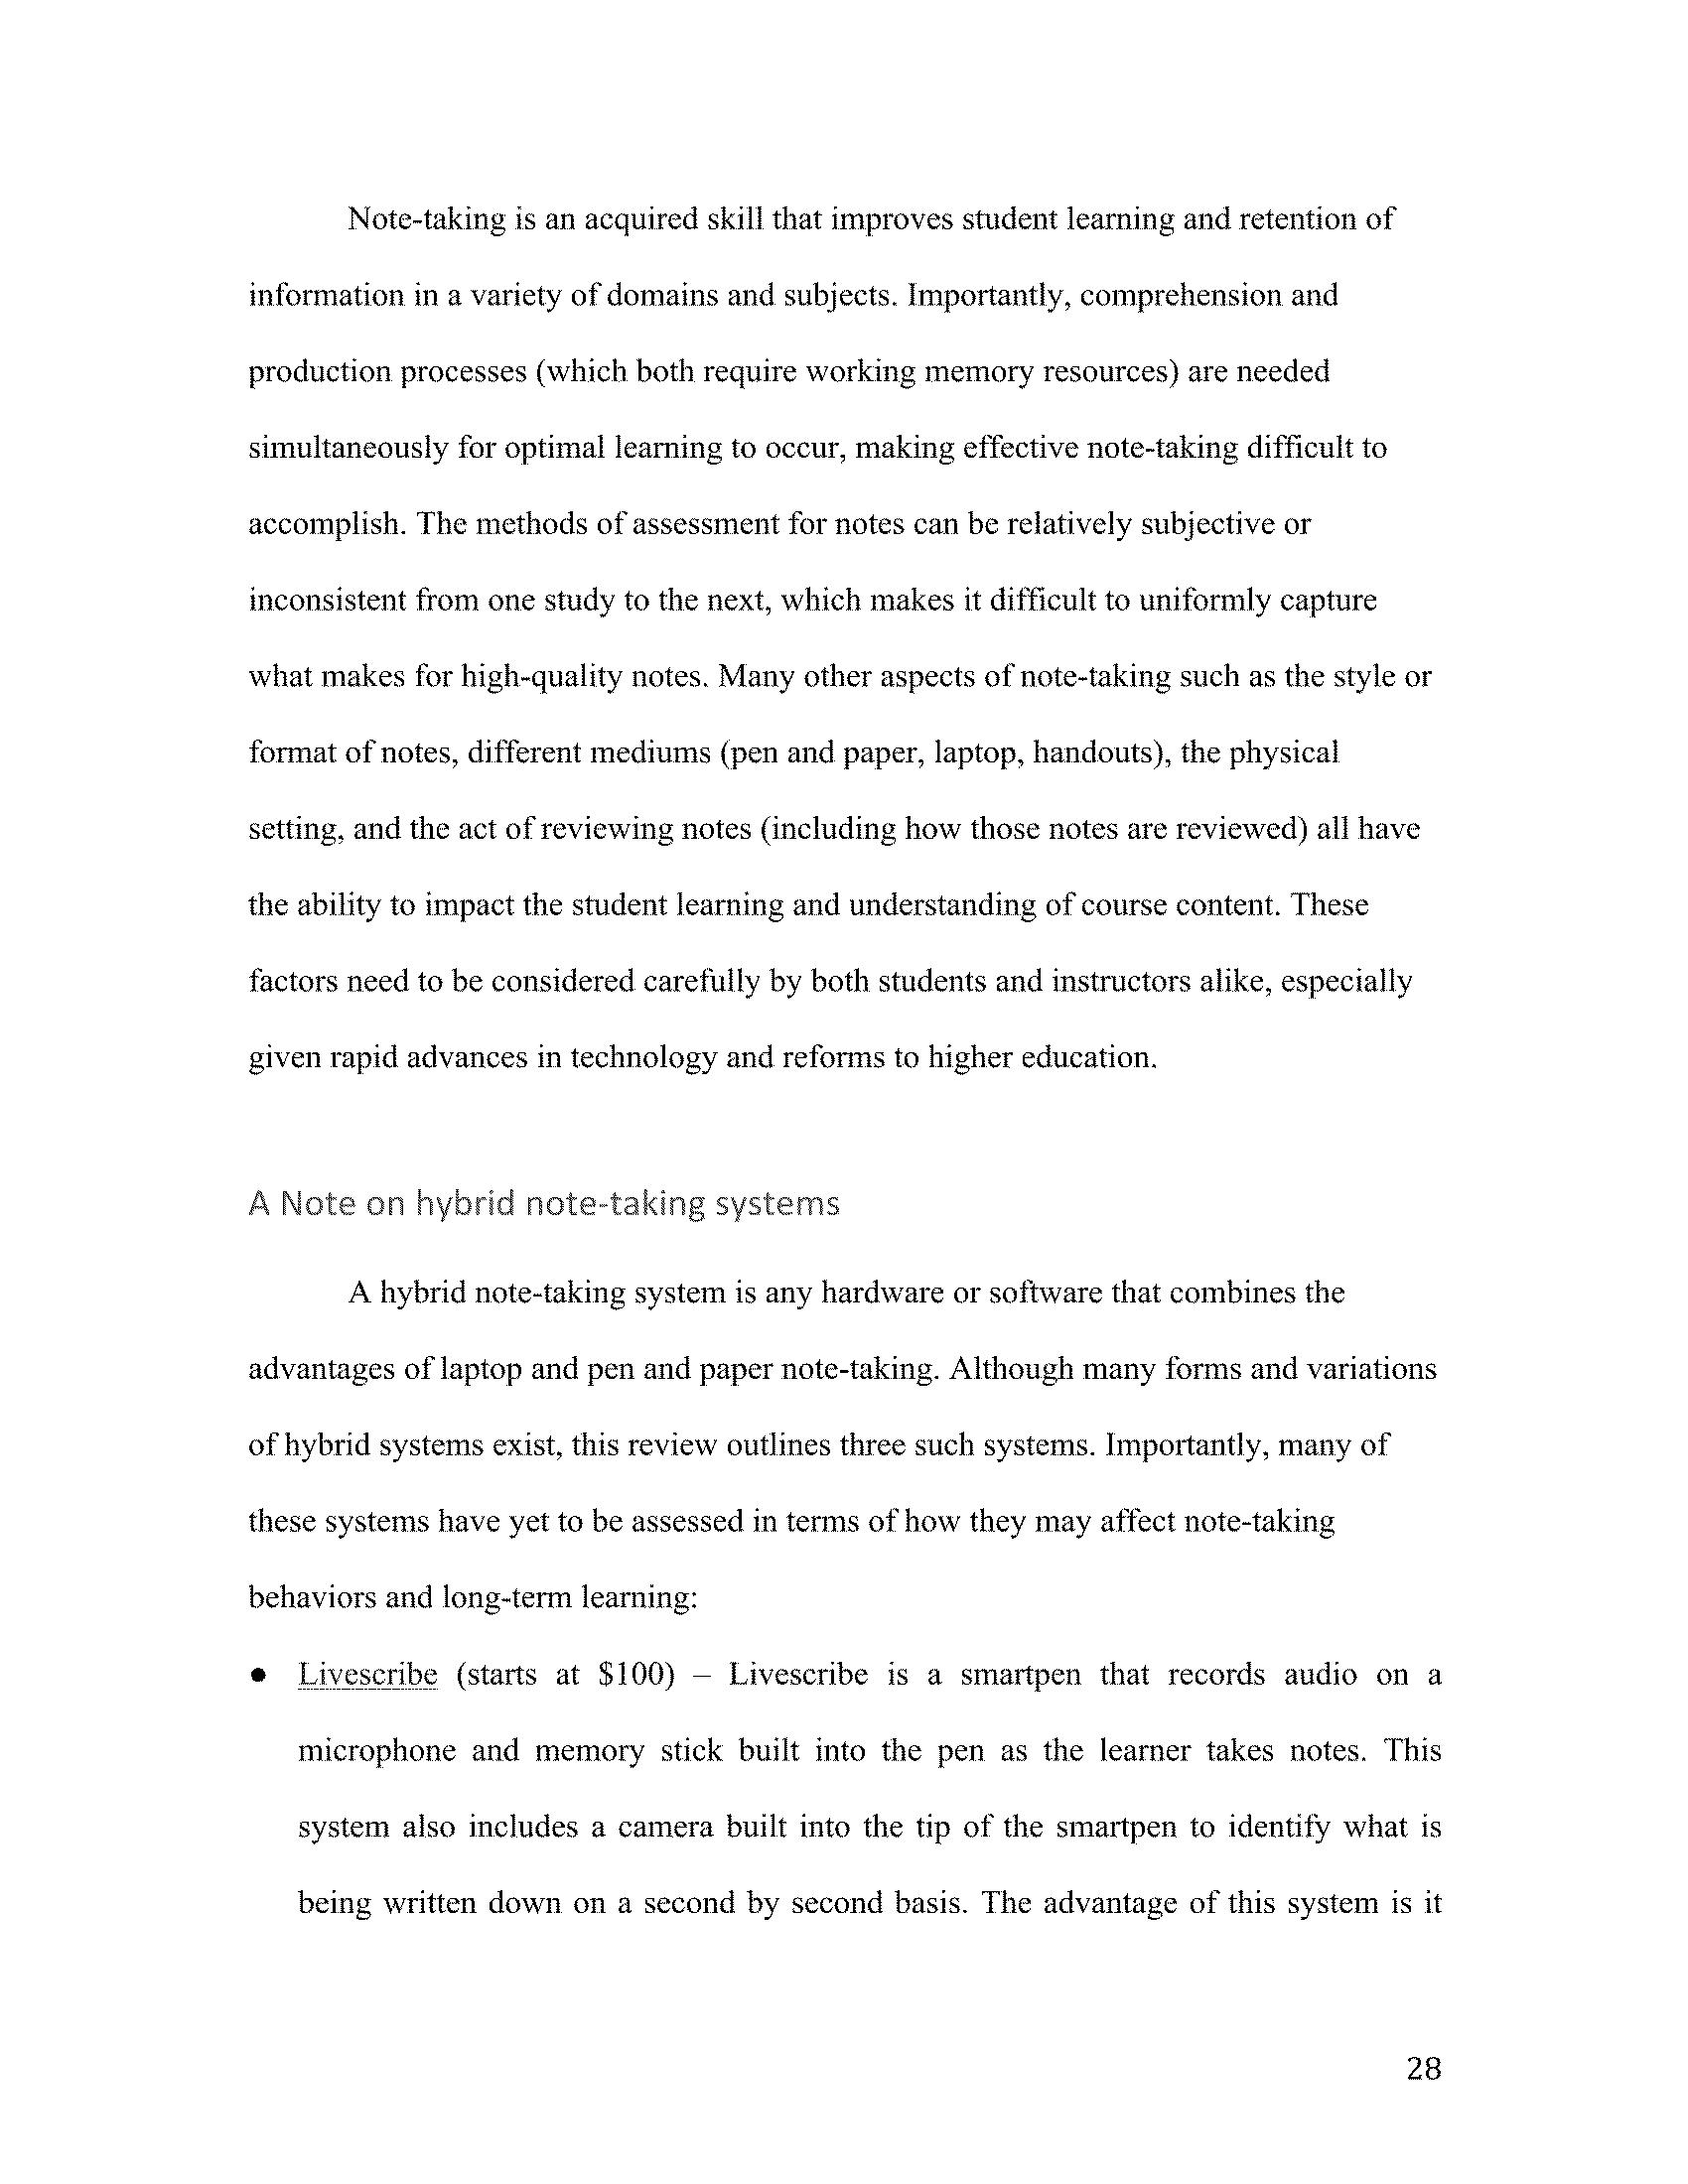 Note-taking is an acquired skill that improves student learning and retention of
information in a variety of domains and subjects. Importantly, comprehension and
production processes (which both require working memory resources) are needed
simultaneously for optimal learning to occur, making effective note-taking difficult to
accomplish. The methods of assessment for notes can be relatively subjective or
inconsistent from one study to the next, which makes it difficult to uniformly capture
what makes for high-quality notes. Many other aspects of note-taking such as the style or
format of notes, different mediums (pen and paper, laptop, handouts), the physical
setting, and the act of reviewing notes (including how those notes are reviewed) all have
the ability to impact the student learning and understanding of course content. These
factors need to be considered carefully by both students and instructors alike, especially
given rapid advances in technology and reforms to higher education.
A Note on hybrid note-taking systems
A hybrid note-taking system is any hardware or software that combines the
advantages of laptop and pen and paper note-taking. Although many forms and variations
of hybrid systems exist, this review outlines three such systems. Importantly, many of
these systems have yet to be assessed in terms of how they may affect note-taking
behaviors and long-term learning:
● Livescribe (starts at $100) – Livescribe is a smartpen that records audio on a
microphone and memory stick built into the pen as the learner takes notes. This
system also includes a camera built into the tip of the smartpen to identify what is
being written down on a second by second basis. The advantage of this system is it
28